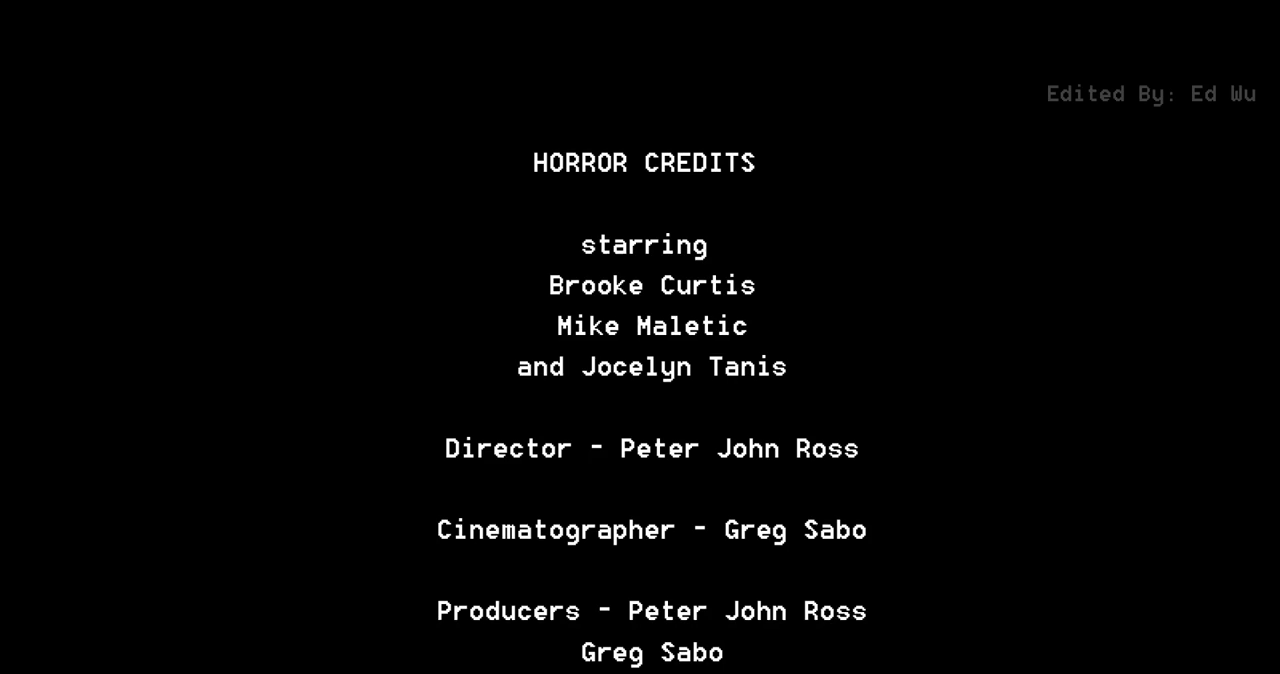 Edited By: Ed Wu
HORROR CREDITS
starring
Brooke Curtis
Mike Maletic
and Jocelyn Tanis
Director - Peter John Ross
Cinematographer - Greg Sabo
Producers - Peter John Ross
Greg Sabo